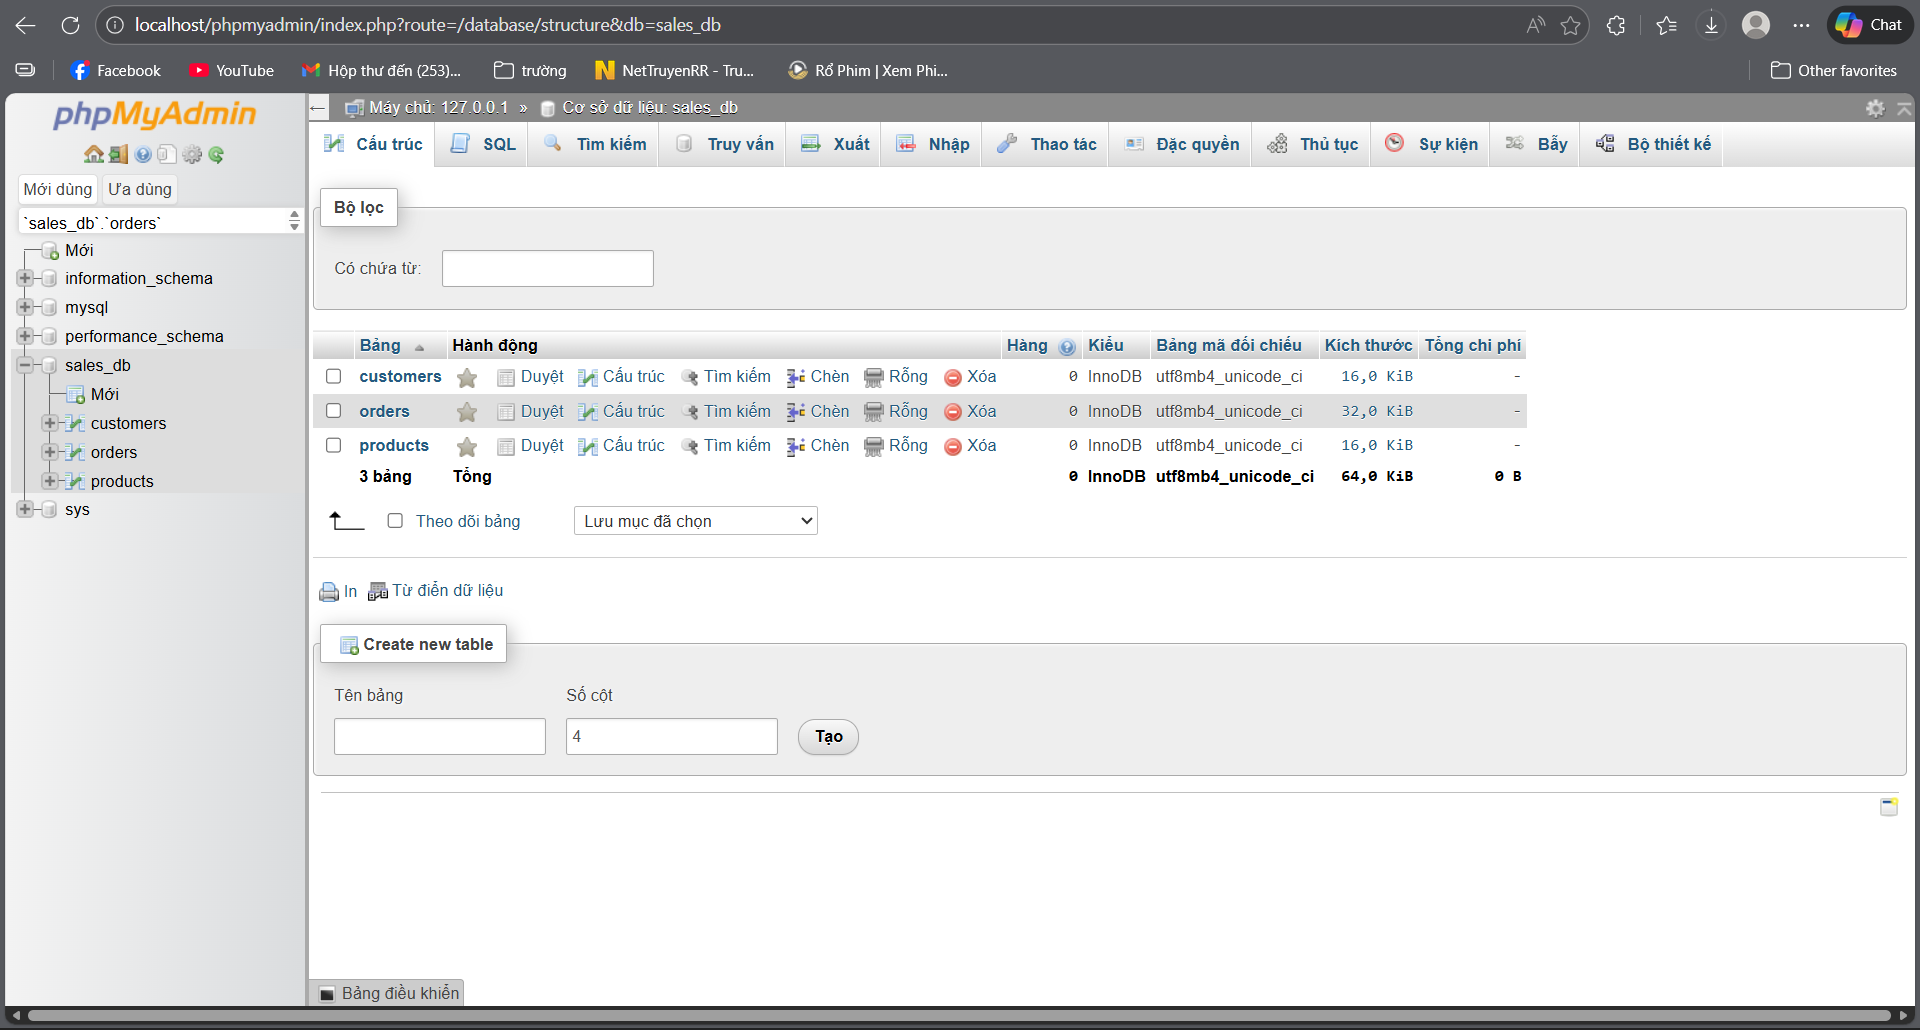 localhost/phpmyadmin/index.php?route=/database/structure&db=sales_db
Chat
Facebook
YouTube
Hộp thư đến (253)...
trường
NetTruyenRR - Tru...
Rổ Phim | Xem Phi...
Other favorites
phpMyAdmin
Mới dùng
Ưa dùng
`sales_db`.`orders`
Mới
information_schema
mysql
performance_schema
sales_db
Mới
customers
orders
products
sys
Máy chủ: 127.0.0.1 » Cơ sở dữ liệu: sales_db
Cấu trúc
SQL
Tìm kiếm
Truy vấn
Xuất
Nhập
Thao tác
Đặc quyền
Thủ tục
Sự kiện
Bẫy
Bộ thiết kế
Bộ lọc
Có chứa từ:
Bảng Hành động Hàng Kiểu Bảng mã đối chiếu Kích thước Tổng chi phí
customers Duyệt Cấu trúc Tìm kiếm Chèn Rỗng Xóa 0 InnoDB utf8mb4_unicode_ci 16,0 KiB -
orders Duyệt Cấu trúc Tìm kiếm Chèn Rỗng Xóa 0 InnoDB utf8mb4_unicode_ci 32,0 KiB -
products Duyệt Cấu trúc Tìm kiếm Chèn Rỗng Xóa 0 InnoDB utf8mb4_unicode_ci 16,0 KiB -
3 bảng Tổng 0 InnoDB utf8mb4_unicode_ci 64,0 KiB 0 B
Theo dõi bảng
Lưu mục đã chọn
In
Từ điển dữ liệu
Create new table
Tên bảng
Số cột
4
Tạo
Bảng điều khiển